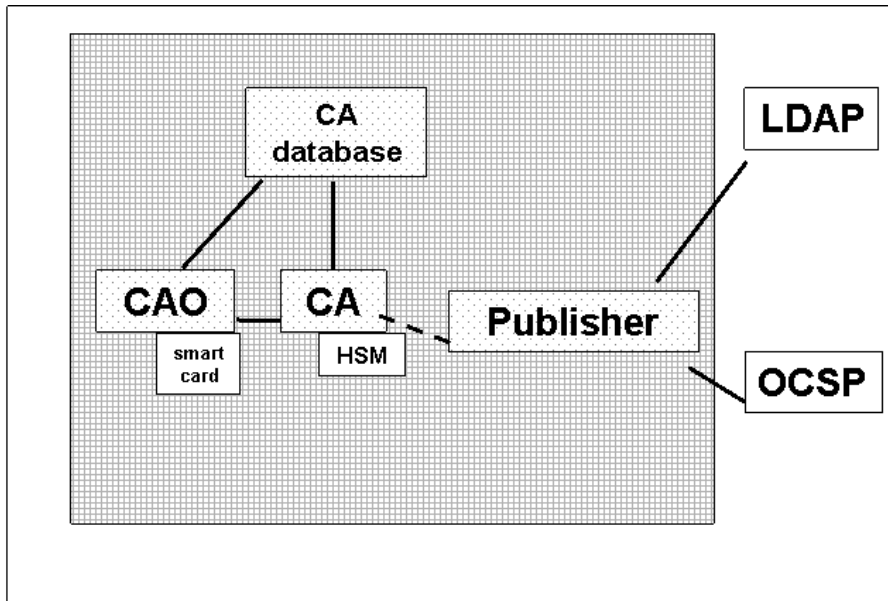 CA
database
LDAP
CAO
CA
Publisher
smart
card
HSM
OCSP